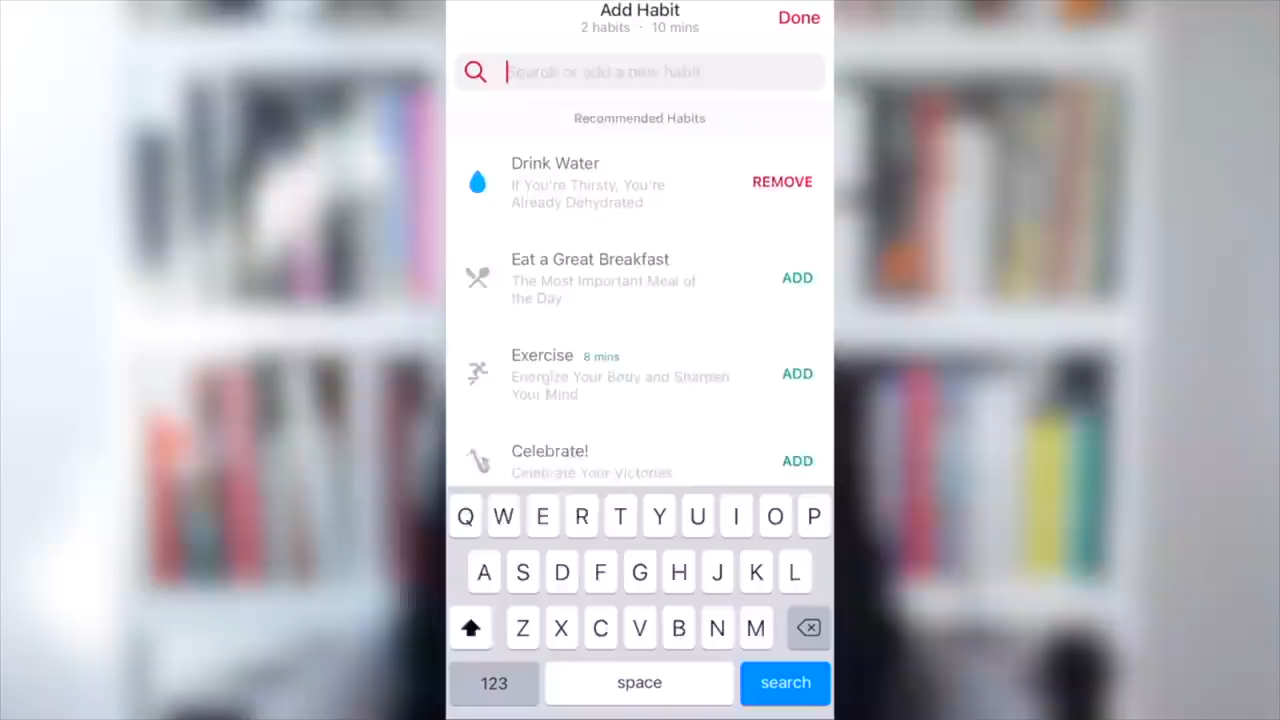 Add Habit
2 habits · 10 mins
Done
Search or add a new habit
Recommended Habits
Drink Water
If You're Thirsty, You're
Already Dehydrated
REMOVE
Eat a Great Breakfast
The Most Important Meal of
the Day
ADD
Exercise 8 mins
Energize Your Body and Sharpen
Your Mind
ADD
Celebrate!
Celebrate Your Victories
ADD
Q W E R T Y U I O P
A S D F G H J K L
Z X C V B N M
123 space search